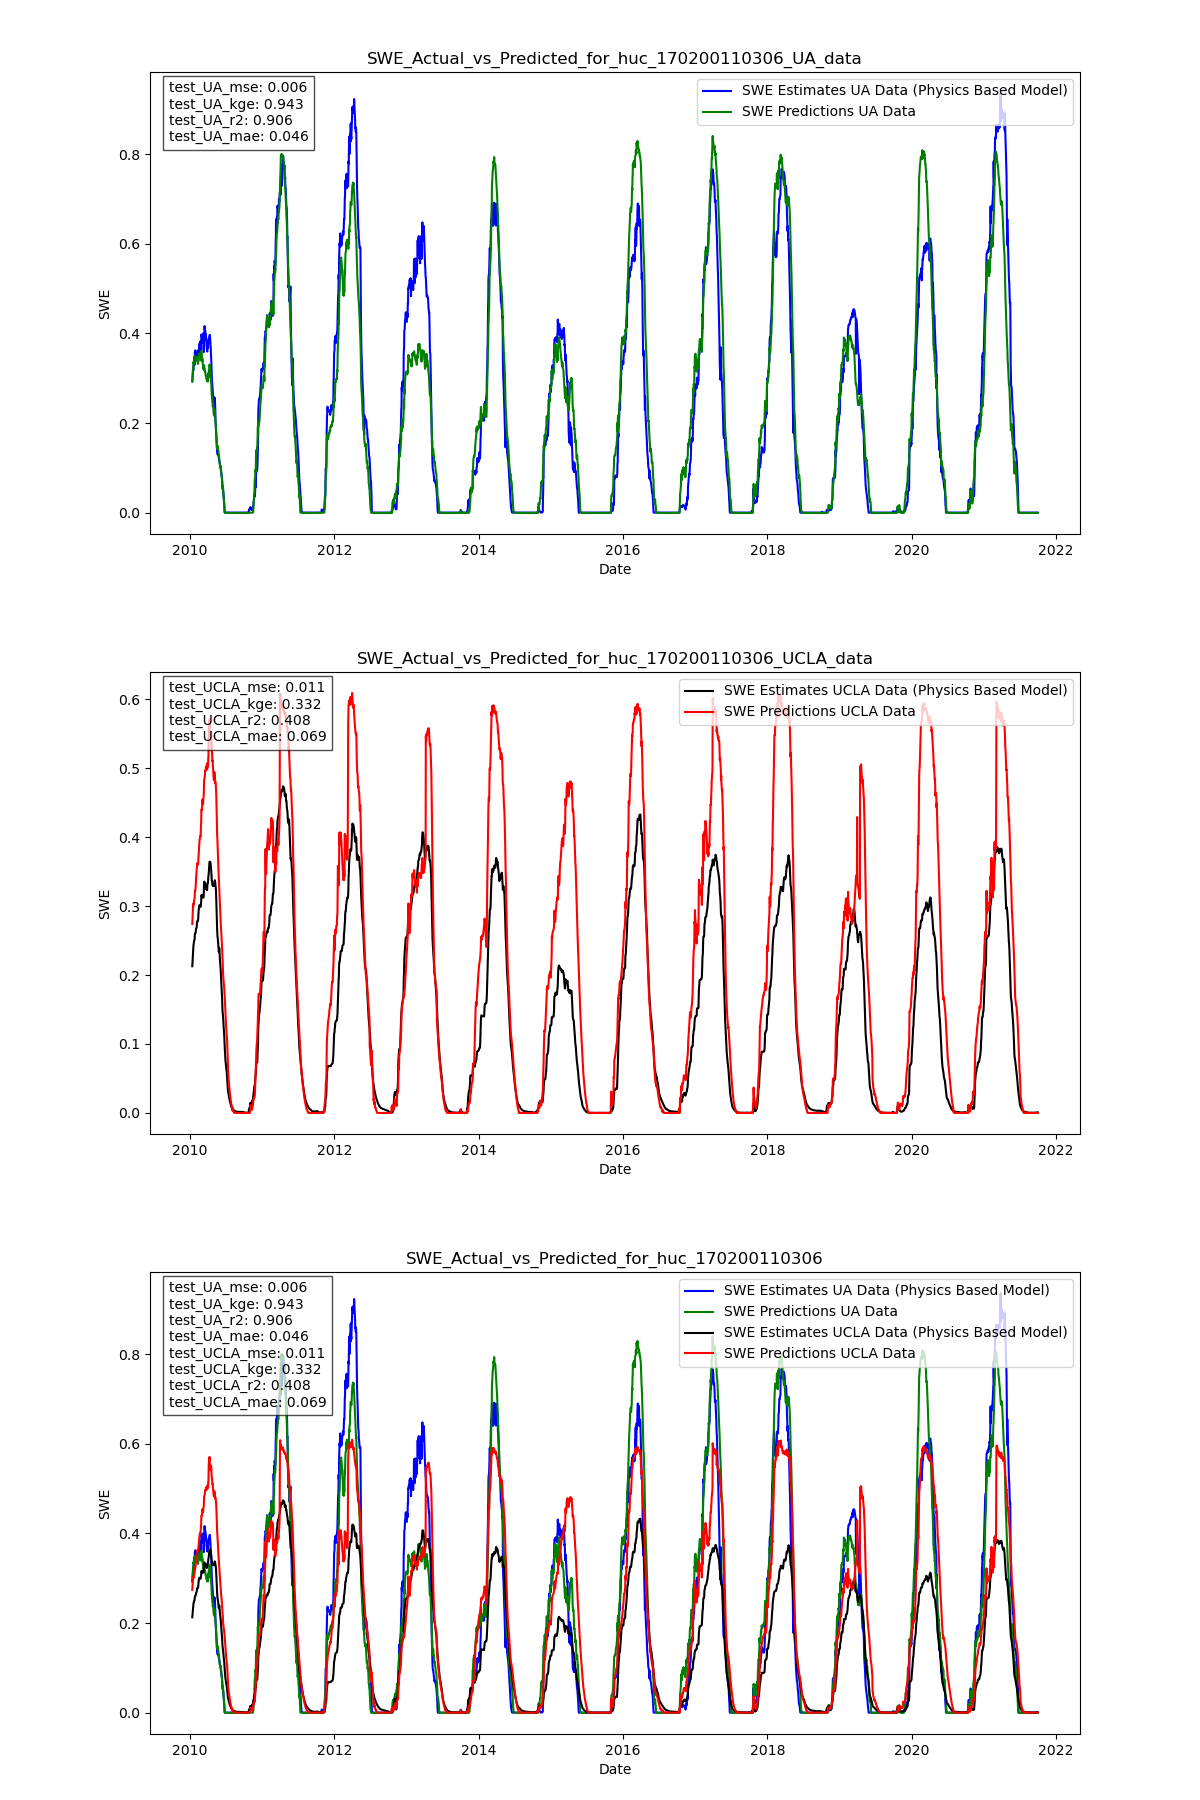 SWE_Actual_vs_Predicted_for_huc_170200110306_UA_data
test_UA_mse: 0.006
test_UA_kge: 0.943
test_UA_r2: 0.906
test_UA_mae: 0.046
SWE Estimates UA Data (Physics Based Model)
SWE Predictions UA Data
0.8
0.6
0.4
0.2
0.0
SWE
2010 2012 2014 2016 2018 2020 2022
Date
SWE_Actual_vs_Predicted_for_huc_170200110306_UCLA_data
test_UCLA_mse: 0.011
test_UCLA_kge: 0.332
test_UCLA_r2: 0.408
test_UCLA_mae: 0.069
SWE Estimates UCLA Data (Physics Based Model)
SWE Predictions UCLA Data
0.6
0.5
0.4
0.3
0.2
0.1
0.0
SWE
2010 2012 2014 2016 2018 2020 2022
Date
SWE_Actual_vs_Predicted_for_huc_170200110306
test_UA_mse: 0.006
test_UA_kge: 0.943
test_UA_r2: 0.906
test_UA_mae: 0.046
test_UCLA_mse: 0.011
test_UCLA_kge: 0.332
test_UCLA_r2: 0.408
test_UCLA_mae: 0.069
SWE Estimates UA Data (Physics Based Model)
SWE Predictions UA Data
SWE Estimates UCLA Data (Physics Based Model)
SWE Predictions UCLA Data
0.8
0.6
0.4
0.2
0.0
SWE
2010 2012 2014 2016 2018 2020 2022
Date